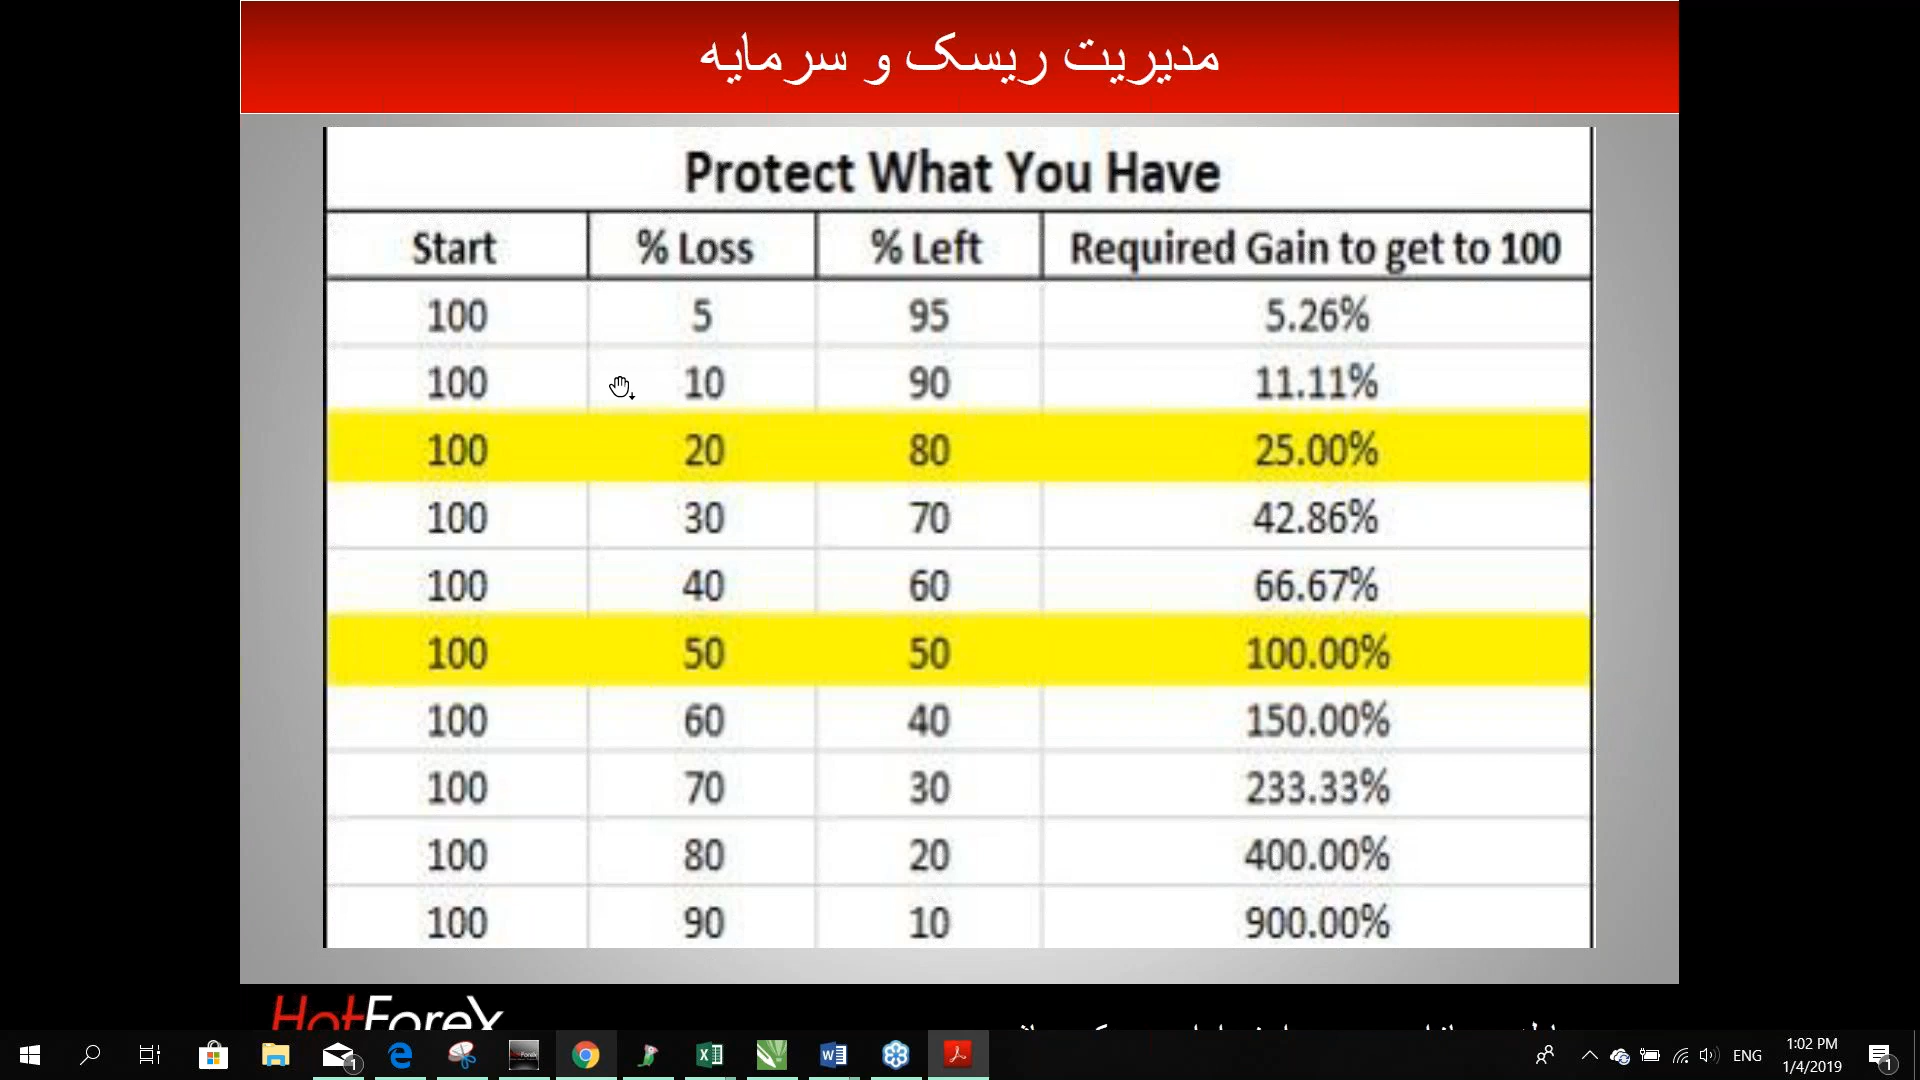 مدیریت ریسک و سرمایه
Protect What You Have
Start % Loss % Left Required Gain to get to 100
100 5 95 5.26%
100 10 90 11.11%
100 20 80 25.00%
100 30 70 42.86%
100 40 60 66.67%
100 50 50 100.00%
100 60 40 150.00%
100 70 30 233.33%
100 80 20 400.00%
100 90 10 900.00%
HotForex
1
ENG
1:02 PM
1/4/2019
1